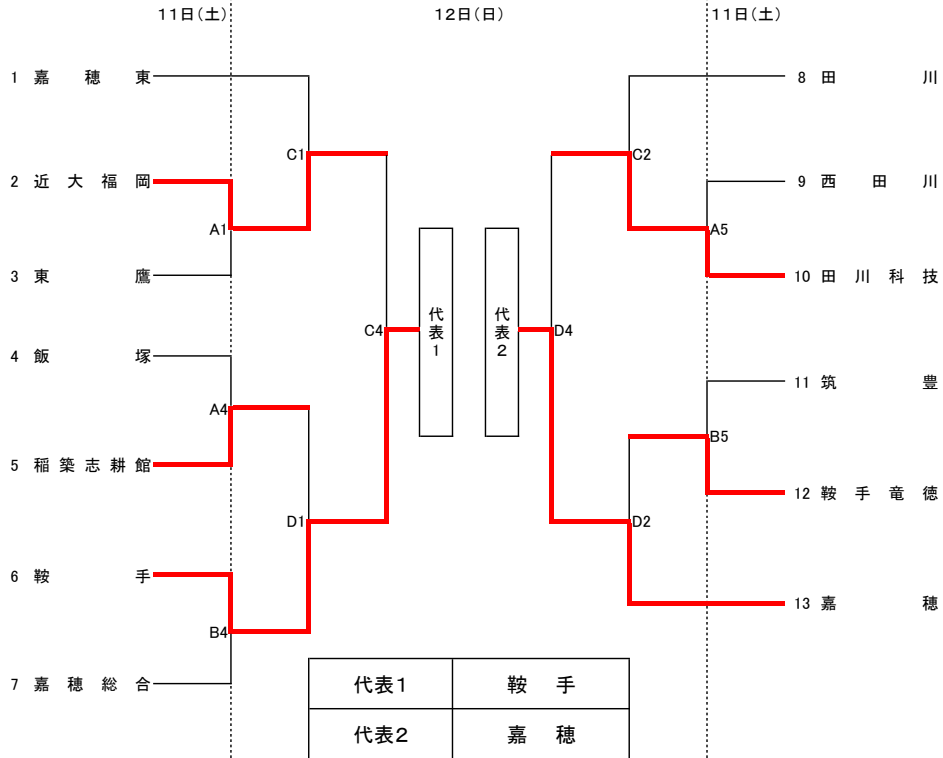 11日(土)
12日(日)
11日(土)
1 嘉穂東
2 近大福岡
3 東鷹
4 飯塚
5 稲築志耕館
6 鞍手
7 嘉穂総合
A1
A4
B4
C1
D1
C4
代表1
代表2
D4
C2
D2
A5
B5
8 田川
9 西田川
10 田川科技
11 筑豊
12 鞍手竜徳
13 嘉穂
代表1 鞍手
代表2 嘉穂